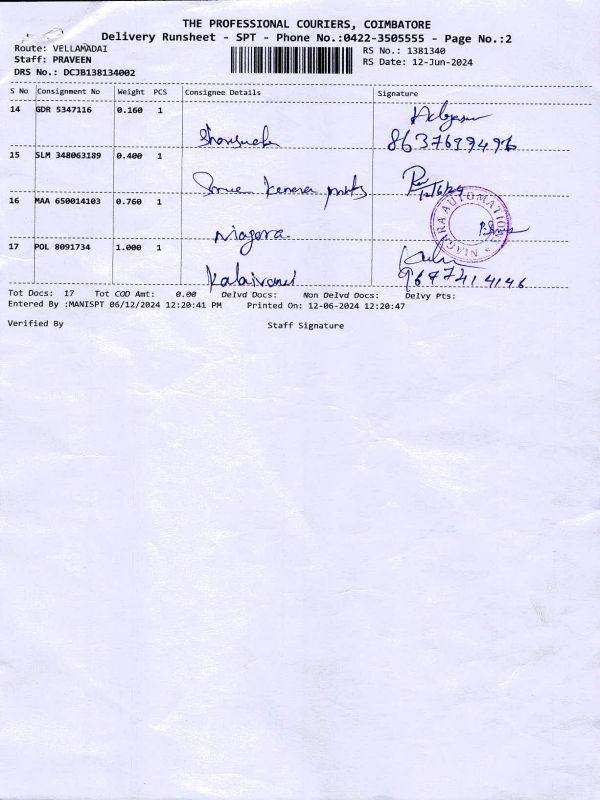 THE PROFESSIONAL COURIERS, COIMBATORE
Delivery Runsheet - SPT - Phone No.:0422-3505555 - Page No.:2
Route: VELLAMADAI
RS No.: 1381340
Staff: PRAVEEN
RS Date: 12-Jun-2024
DRS No.: DCJB138134002
S No Consignment No Weight PCS Consignee Details Signature
14 GDR 5347116 0.160 1
8637699496
15 SLM 348063189 0.400 1
12/6/24
16 MAA 650014103 0.760 1
Niagara
NIAGARA AUTOMATIONS
17 POL 8091734 1.000 1
Kalaivani
Tot Docs: 17 Tot COD Amt: 0.00 Delvd Docs: Non Delvd Docs: Delvy Pts:
Entered By :MANISPT 06/12/2024 12:20:41 PM Printed On: 12-06-2024 12:20:47
Verified By Staff Signature